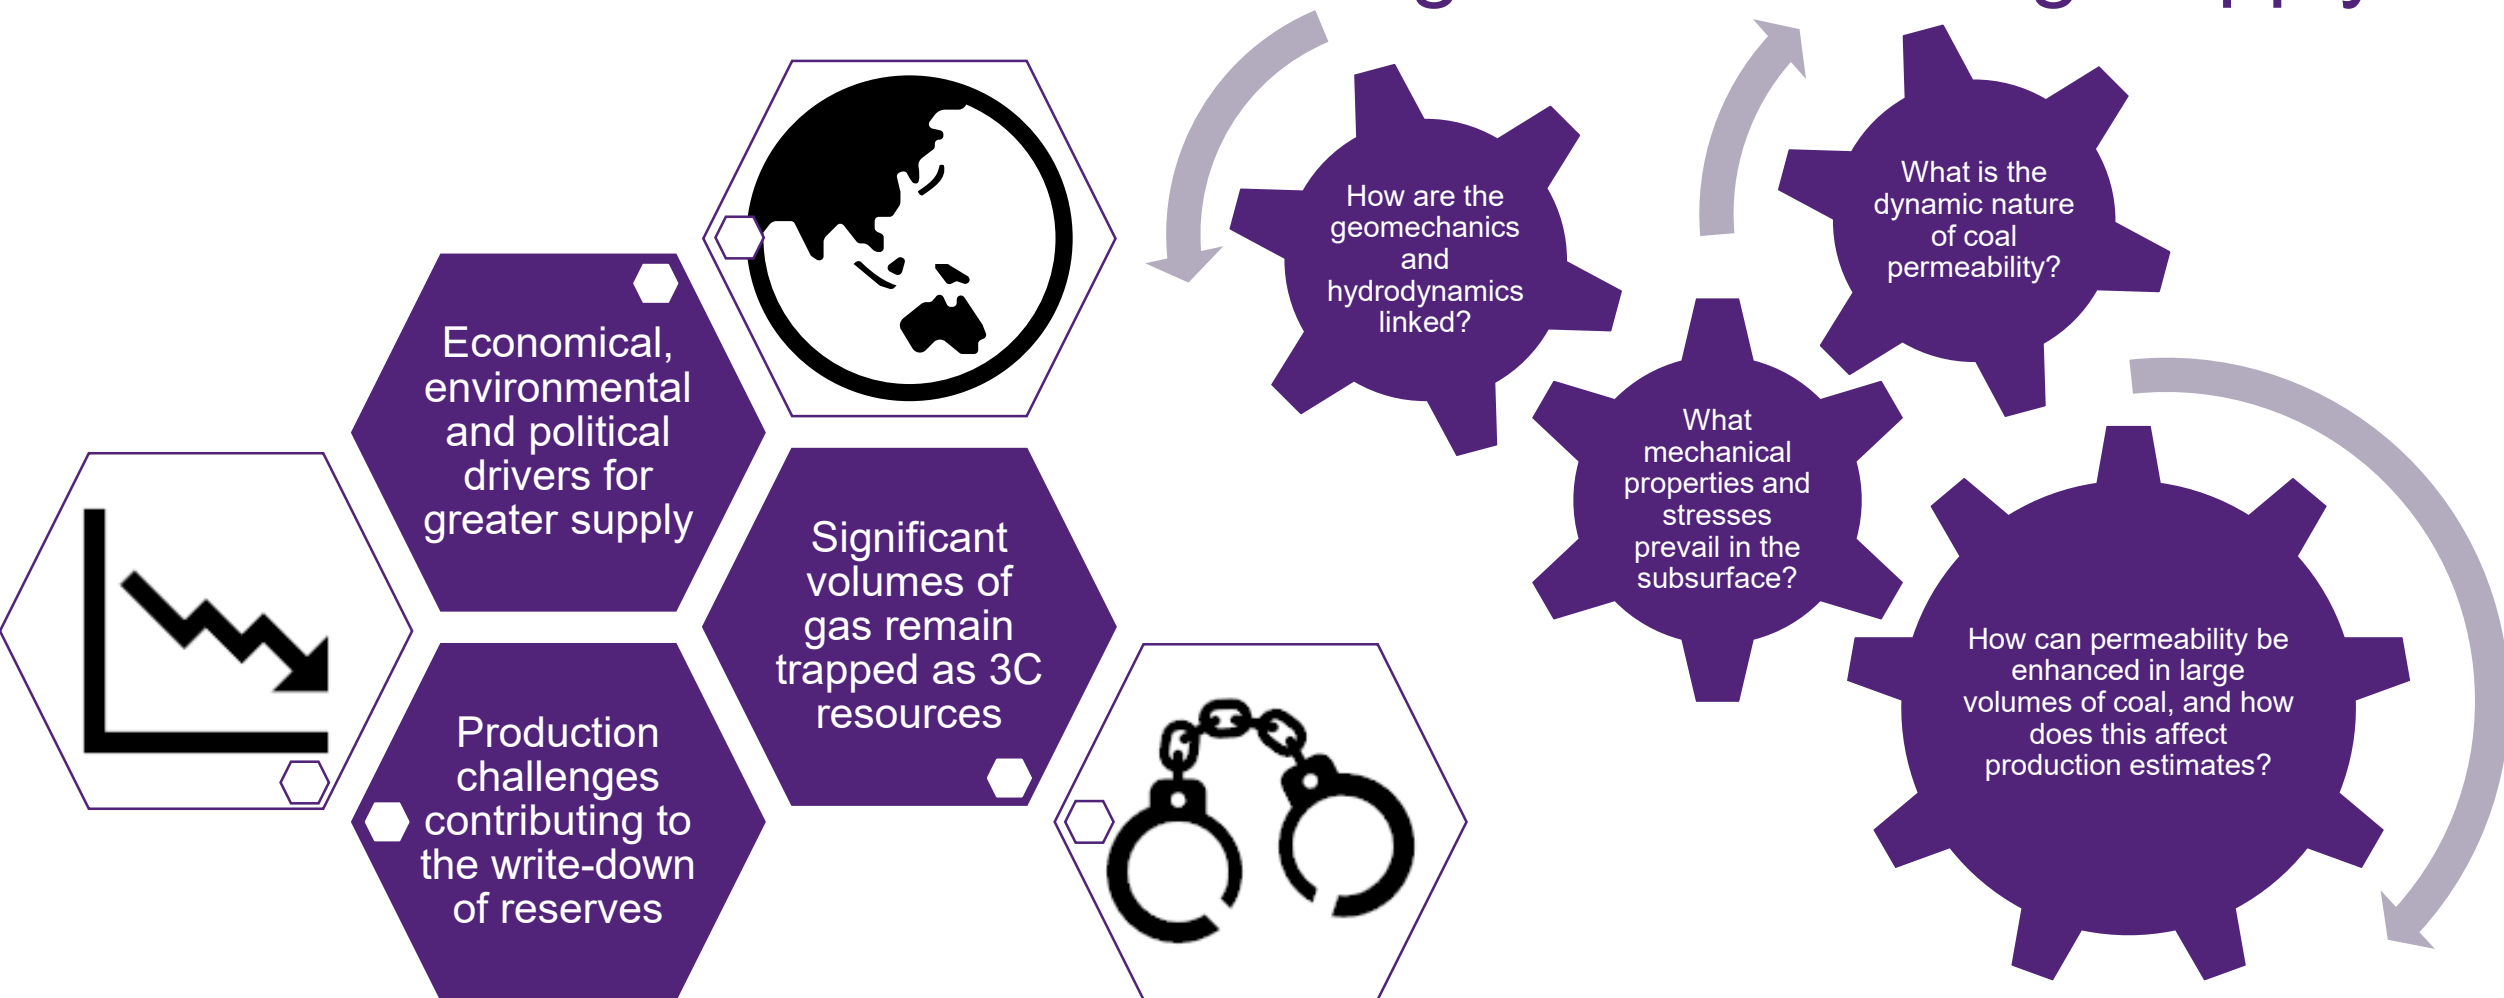 Economical,
environmental
and political
drivers for
greater supply
Significant
volumes of
gas remain
trapped as 3C
resources
Production
challenges
contributing to
the write-down
of reserves
How are the
geomechanics
and
hydrodynamics
linked?
What is the
dynamic nature
of coal
permeability?
What
mechanical
properties and
stresses
prevail in the
subsurface?
How can permeability be
enhanced in large
volumes of coal, and how
does this affect
production estimates?